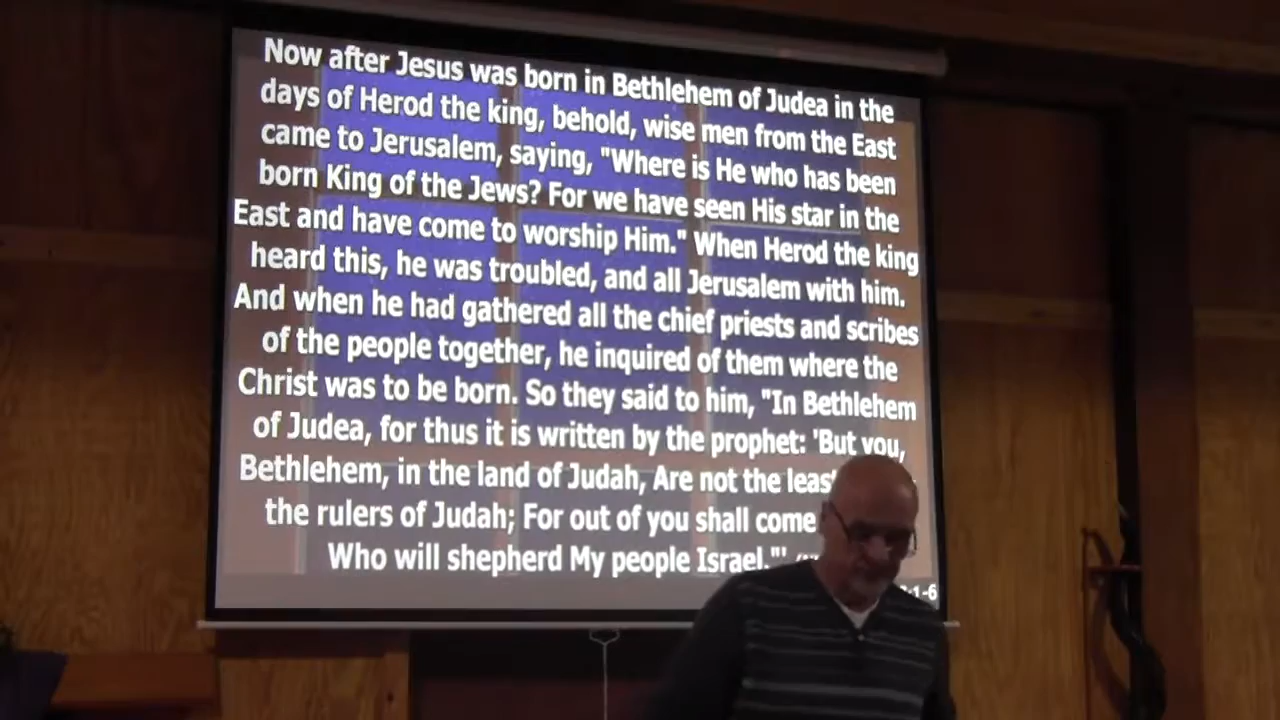 Now after Jesus was born in Bethlehem of Judea in the
days of Herod the king, behold, wise men from the East
came to Jerusalem, saying, "Where is He who has been
born King of the Jews? For we have seen His star in the
East and have come to worship Him." When Herod the king
heard this, he was troubled, and all Jerusalem with him.
And when he had gathered all the chief priests and scribes
of the people together, he inquired of them where the
Christ was to be born. So they said to him, "In Bethlehem
of Judea, for thus it is written by the prophet: 'But you,
Bethlehem, in the land of Judah, Are not the least
the rulers of Judah; For out of you shall come
Who will shepherd My people Israel."'
:1-6